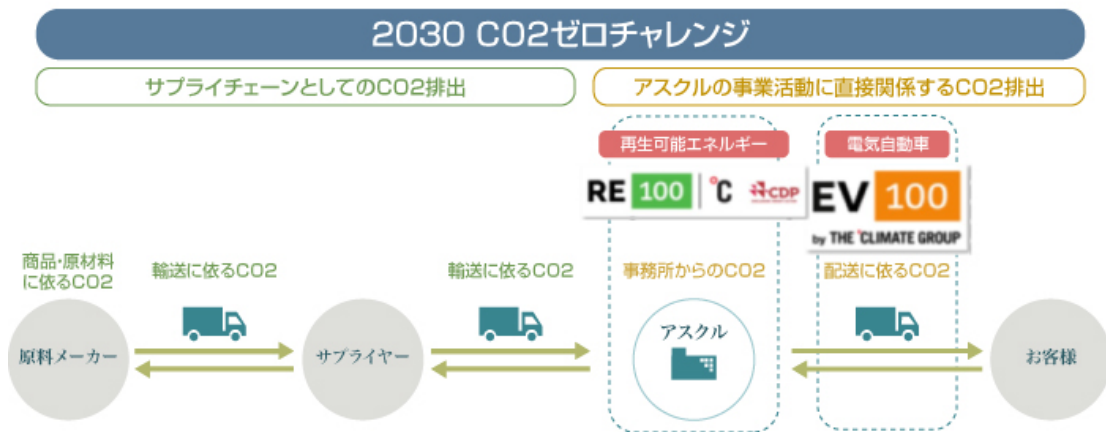 2030 CO2ゼロチャレンジ
サプライチェーンとしてのCO2排出
アスクルの事業活動に直接関係するCO2排出
再生可能エネルギー
電気自動車
RE 100 °C CDP
EV 100
by THE °CLIMATE GROUP
商品・原材料
に依るCO2
輸送に依るCO2
輸送に依るCO2
事務所からのCO2
配送に依るCO2
原料メーカー
サプライヤー
アスクル
お客様